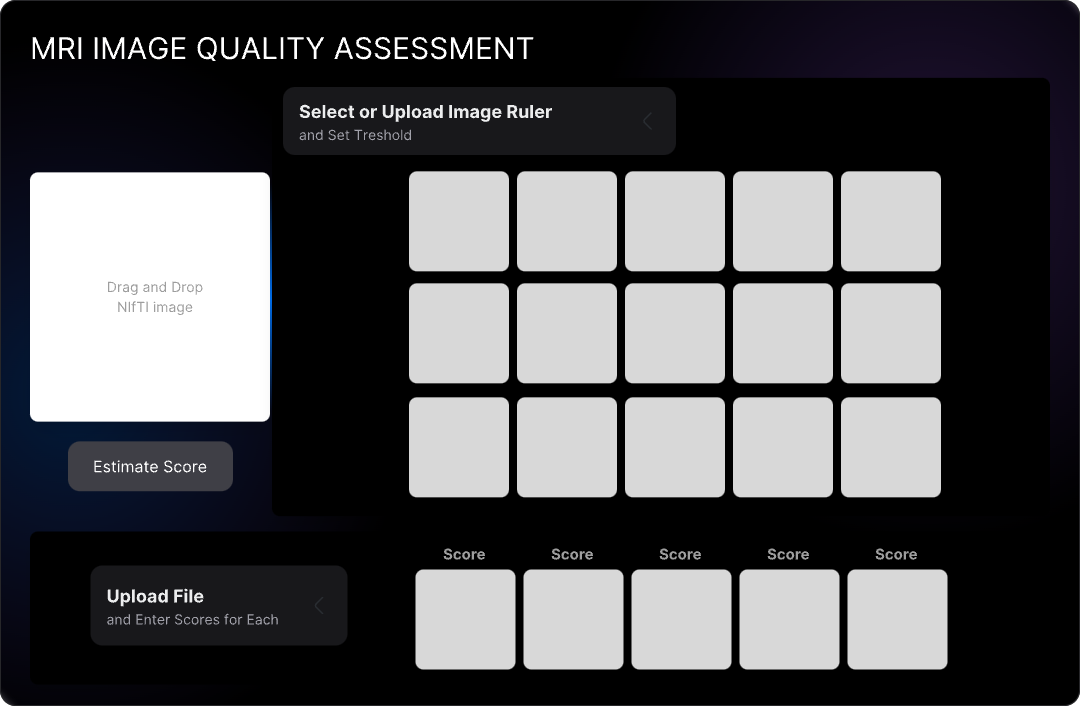 MRI IMAGE QUALITY ASSESSMENT
Select or Upload Image Ruler
and Set Treshold
Drag and Drop
NIfTI image
Estimate Score
Score Score Score Score Score
Upload File
and Enter Scores for Each